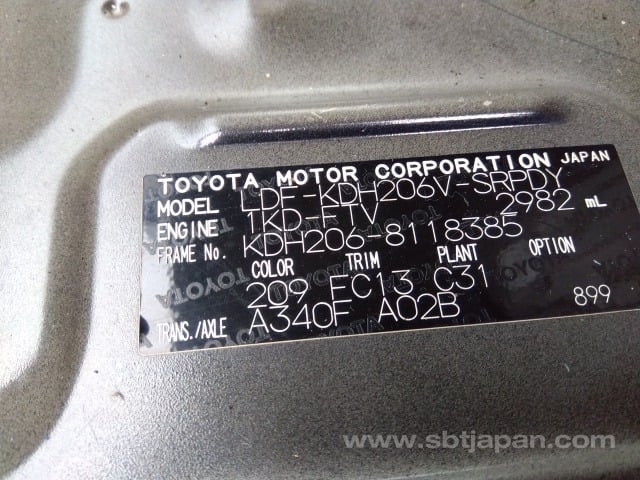 TOYOTA MOTOR CORPORATION JAPAN
MODEL LDF-KDH206V-SRPDY
ENGINE 1KD-FTV 2982 mL
FRAME No. KDH206-8118385
COLOR TRIM PLANT OPTION
209 FC13 C31
TRANS./AXLE A340F A02B 899
www.sbtjapan.com